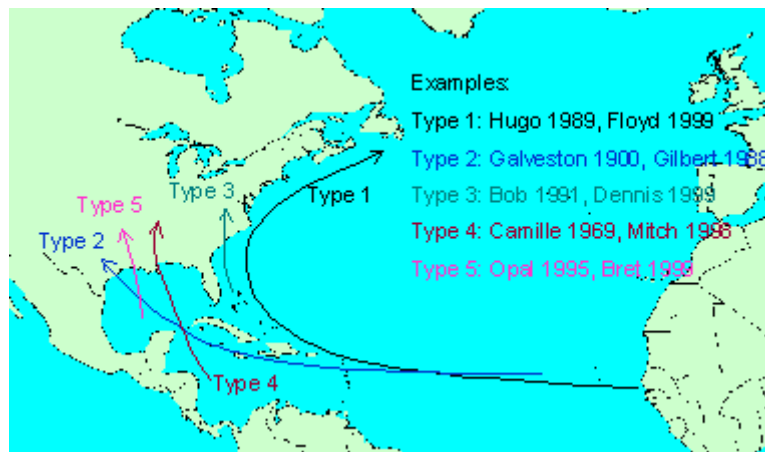 Examples:
Type 1: Hugo 1989, Floyd 1999
Type 2: Galveston 1900, Gilbert 1988
Type 3: Bob 1991, Dennis 1999
Type 4: Camille 1969, Mitch 1998
Type 5: Opal 1995, Bret 1999
Type 3
Type 1
Type 5
Type 2
Type 4